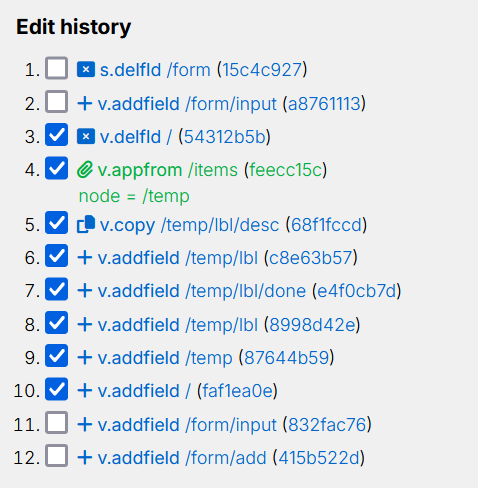 Edit history
1. s.delfld /form (15c4c927)
2. v.addfield /form/input (a8761113)
3. v.delfld / (54312b5b)
4. v.appfrom /items (feecc15c)
node = /temp
5. v.copy /temp/lbl/desc (68f1fccd)
6. v.addfield /temp/lbl (c8e63b57)
7. v.addfield /temp/lbl/done (e4f0cb7d)
8. v.addfield /temp/lbl (8998d42e)
9. v.addfield /temp (87644b59)
10. v.addfield / (faf1ea0e)
11. v.addfield /form/input (832fac76)
12. v.addfield /form/add (415b522d)